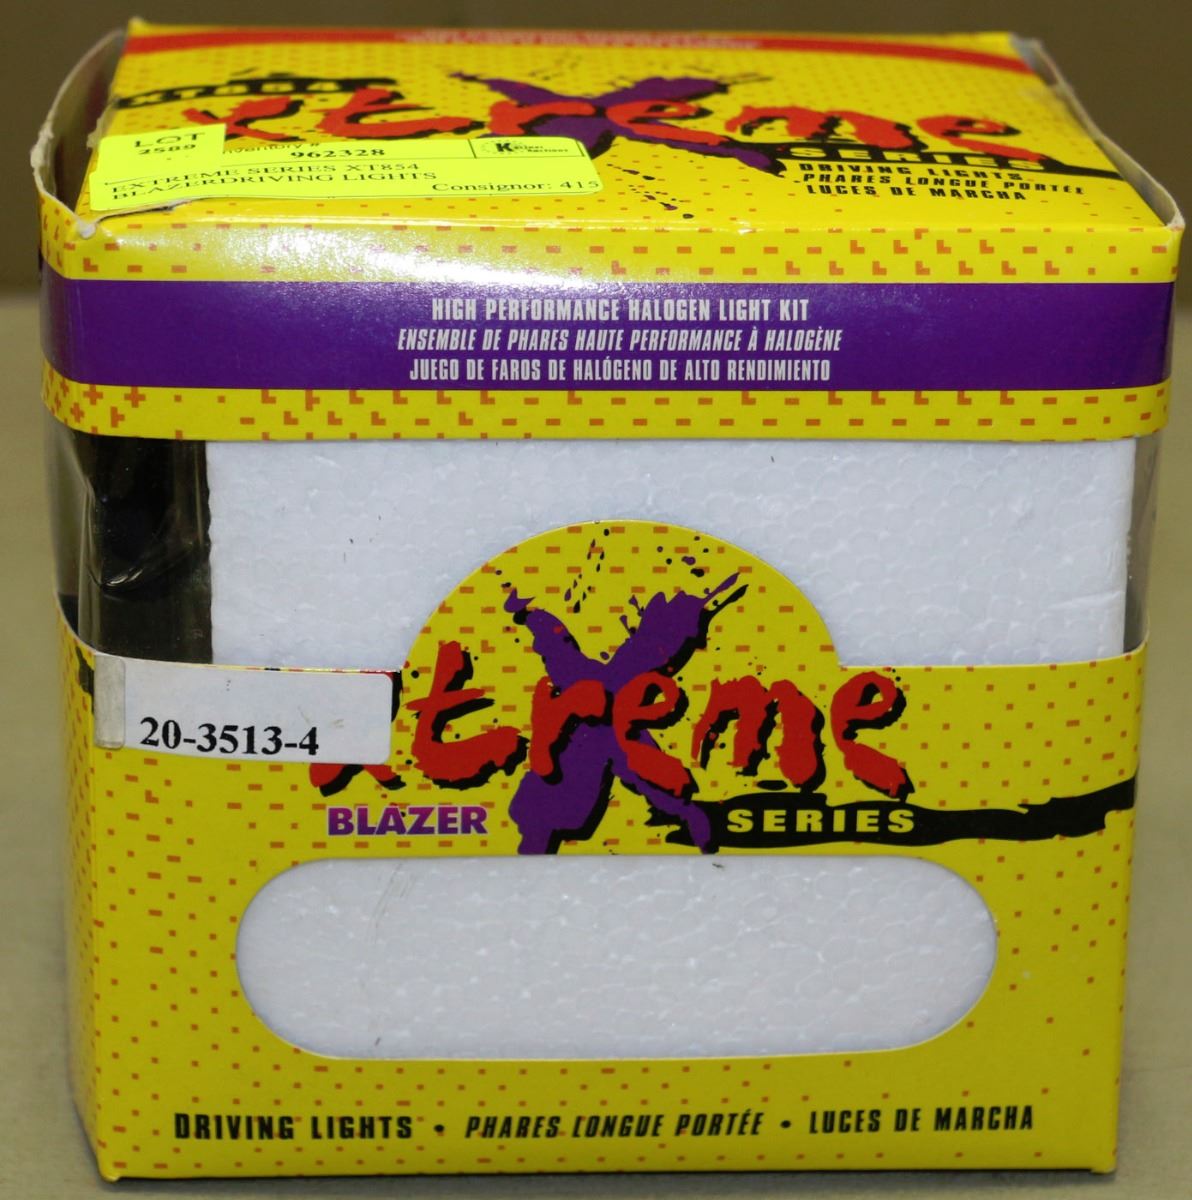 xtreme
SERIES
DRIVING LIGHTS
PHARES LONGUE PORTÉE
LUCES DE MARCHA
LOT
2589
Inventory #
962328
EXTREME SERIES XT854
BLAZERDRIVING LIGHTS
Consignor: 415
HIGH PERFORMANCE HALOGEN LIGHT KIT
ENSEMBLE DE PHARES HAUTE PERFORMANCE À HALOGÈNE
JUEGO DE FAROS DE HALÓGENO DE ALTO RENDIMIENTO
20-3513-4
xtreme
BLAZER SERIES
DRIVING LIGHTS • PHARES LONGUE PORTÉE • LUCES DE MARCHA